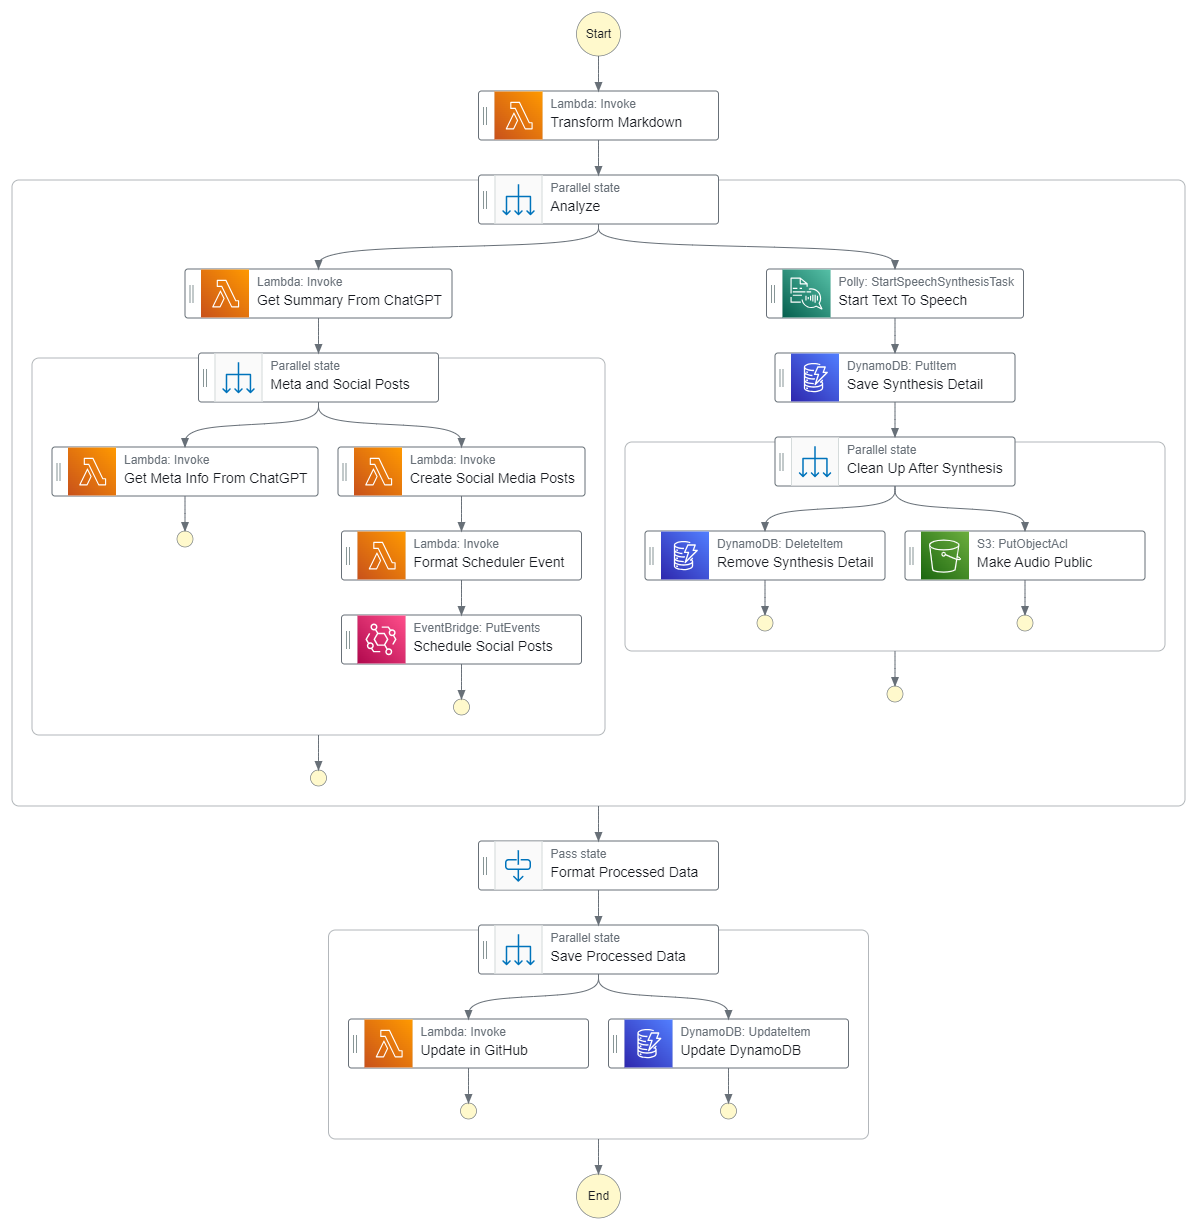 Start
Lambda: Invoke
Transform Markdown
Parallel state
Analyze
Lambda: Invoke
Get Summary From ChatGPT
Polly: StartSpeechSynthesisTask
Start Text To Speech
Parallel state
Meta and Social Posts
DynamoDB: PutItem
Save Synthesis Detail
Lambda: Invoke
Get Meta Info From ChatGPT
Lambda: Invoke
Create Social Media Posts
Parallel state
Clean Up After Synthesis
Lambda: Invoke
Format Scheduler Event
DynamoDB: DeleteItem
Remove Synthesis Detail
S3: PutObjectAcl
Make Audio Public
EventBridge: PutEvents
Schedule Social Posts
Pass state
Format Processed Data
Parallel state
Save Processed Data
Lambda: Invoke
Update in GitHub
DynamoDB: UpdateItem
Update DynamoDB
End